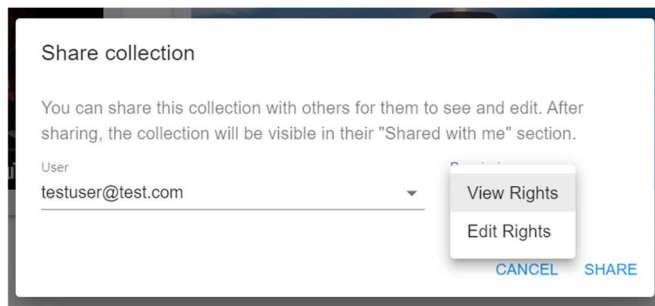 Share collection
You can share this collection with others for them to see and edit. After
sharing, the collection will be visible in their "Shared with me" section.
User
testuser@test.com
View Rights
Edit Rights
CANCEL SHARE